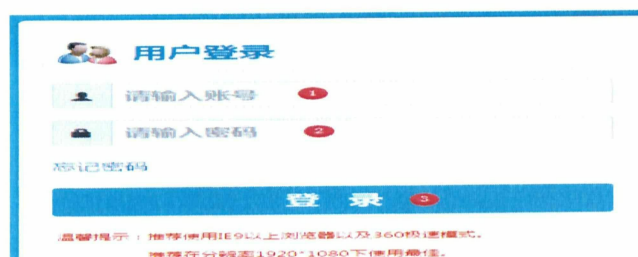 用户登录
请输入账号 1
请输入密码 2
忘记密码
登 录 3
温馨提示：推荐使用IE9以上浏览器以及360极速模式。
推荐在分辨率1920*1080下使用最佳。